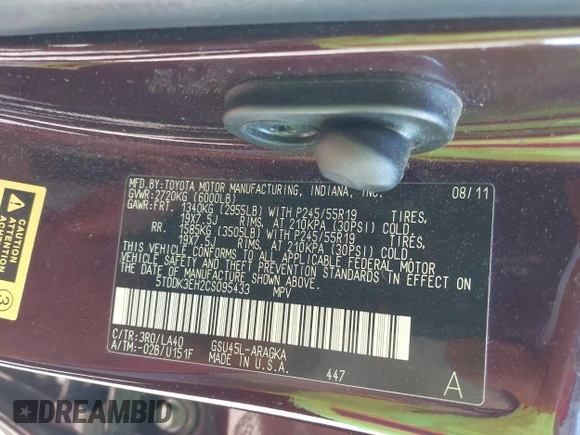 MFD.BY:TOYOTA MOTOR MANUFACTURING, INDIANA, INC. 08/11
GVWR:2720KG (6000LB)
GAWR:FRT. 1340KG (2955LB) WITH P245/55R19 TIRES,
19X7.5J RIMS, AT 210KPA (30PSI) COLD.
RR. 1585KG (3505LB) WITH P245/55R19 TIRES,
19X7.5J RIMS, AT 210KPA (30PSI) COLD.
THIS VEHICLE CONFORMS TO ALL APPLICABLE FEDERAL MOTOR
VEHICLE SAFETY AND THEFT PREVENTION STANDARDS IN EFFECT ON
THE DATE OF MANUFACTURE SHOWN ABOVE.
5TDDK3EH2CS095433 MPV
C/TR:3R0/LA40 GSU45L-ARAGKA
A/TM:-02B/U151F MADE IN U.S.A.
447
A
CAUTION
ATTENTION
3
DREAMBID